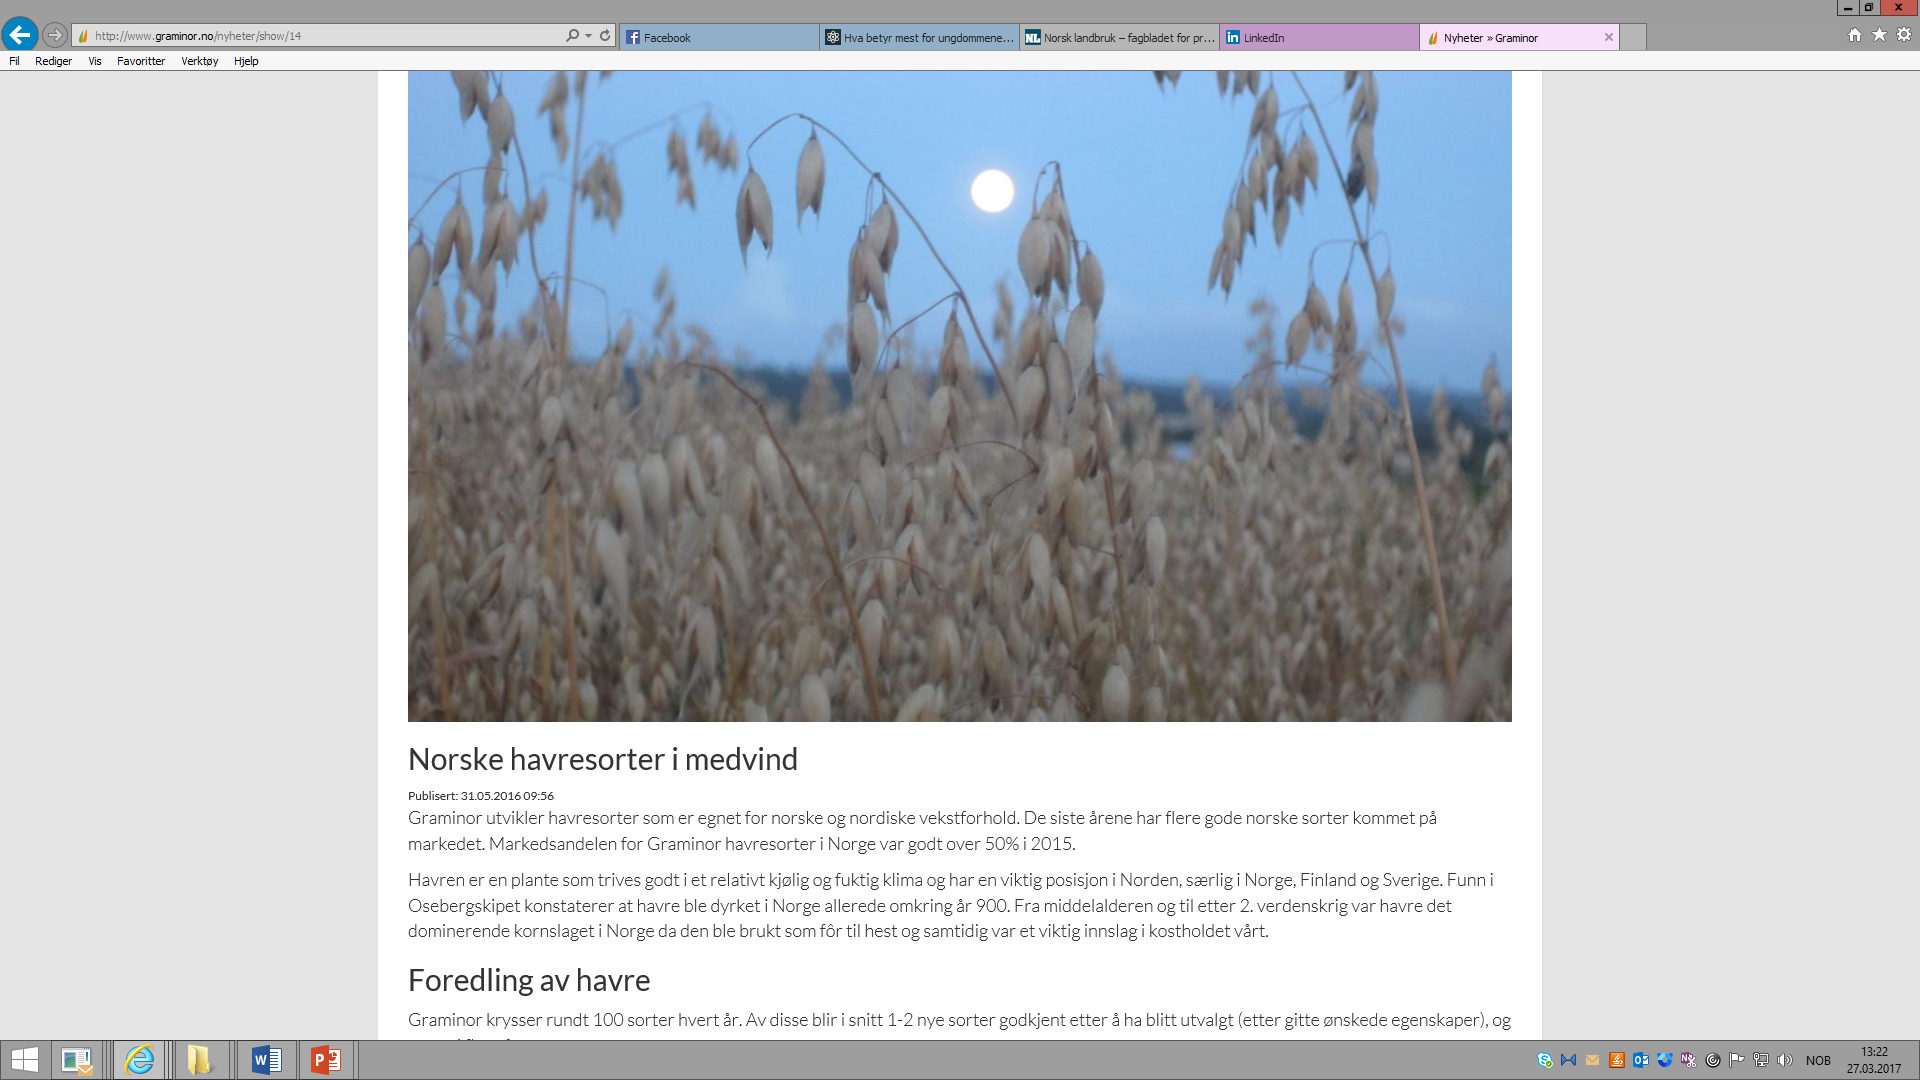 http://www.graminor.no/nyheter/show/14
Facebook
Hva betyr mest for ungdommene...
NL Norsk landbruk – fagbladet for pr...
in LinkedIn
Nyheter » Graminor
Fil Rediger Vis Favoritter Verktøy Hjelp
Norske havresorter i medvind
Publisert: 31.05.2016 09:56
Graminor utvikler havresorter som er egnet for norske og nordiske vekstforhold. De siste årene har flere gode norske sorter kommet på
markedet. Markedsandelen for Graminor havresorter i Norge var godt over 50% i 2015.
Havren er en plante som trives godt i et relativt kjølig og fuktig klima og har en viktig posisjon i Norden, særlig i Norge, Finland og Sverige. Funn i
Osebergskipet konstaterer at havre ble dyrket i Norge allerede omkring år 900. Fra middelalderen og til etter 2. verdenskrig var havre det
dominerende kornslaget i Norge da den ble brukt som fôr til hest og samtidig var et viktig innslag i kostholdet vårt.
Foredling av havre
Graminor krysser rundt 100 sorter hvert år. Av disse blir i snitt 1-2 nye sorter godkjent etter å ha blitt utvalgt (etter gitte ønskede egenskaper), og
NOB
13:22
27.03.2017